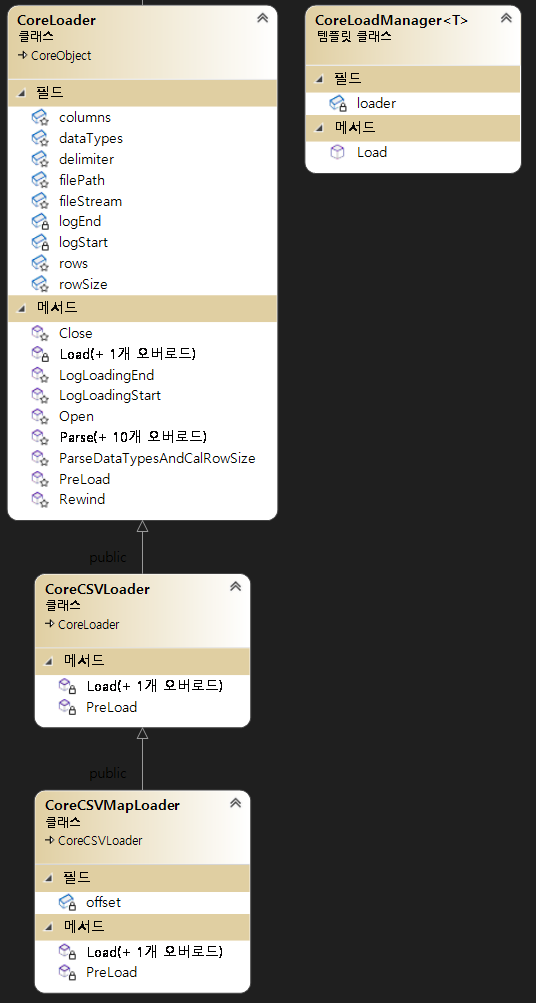 CoreLoader
클래스
CoreObject
필드
columns
dataTypes
delimiter
filePath
fileStream
logEnd
logStart
rows
rowSize
메서드
Close
Load(+ 1개 오버로드)
LogLoadingEnd
LogLoadingStart
Open
Parse(+ 10개 오버로드)
ParseDataTypesAndCalRowSize
PreLoad
Rewind
CoreLoadManager<T>
템플릿 클래스
필드
loader
메서드
Load
public
CoreCSVLoader
클래스
CoreLoader
메서드
Load(+ 1개 오버로드)
PreLoad
public
CoreCSVMapLoader
클래스
CoreCSVLoader
필드
offset
메서드
Load(+ 1개 오버로드)
PreLoad